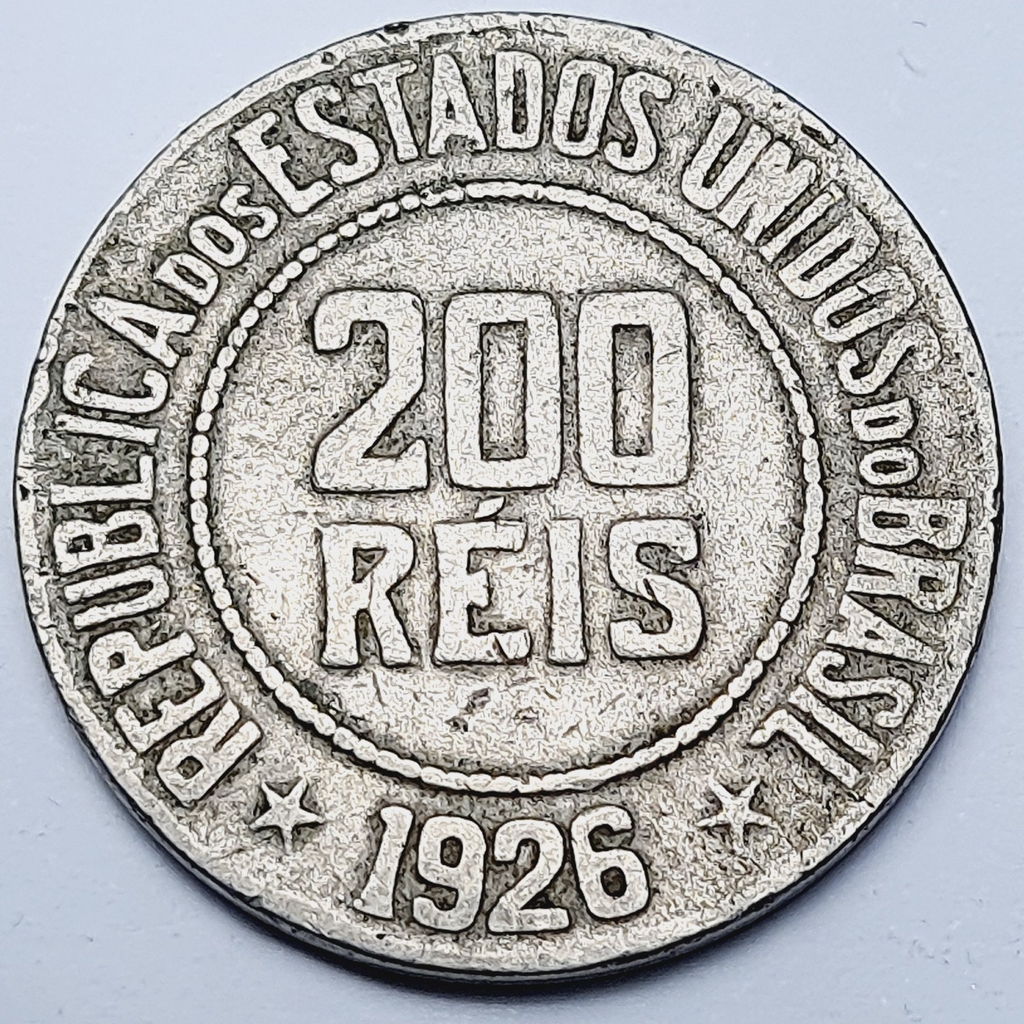 REPUBLICA DOS ESTADOS UNIDOS DO BRASIL
200
RÉIS
1926